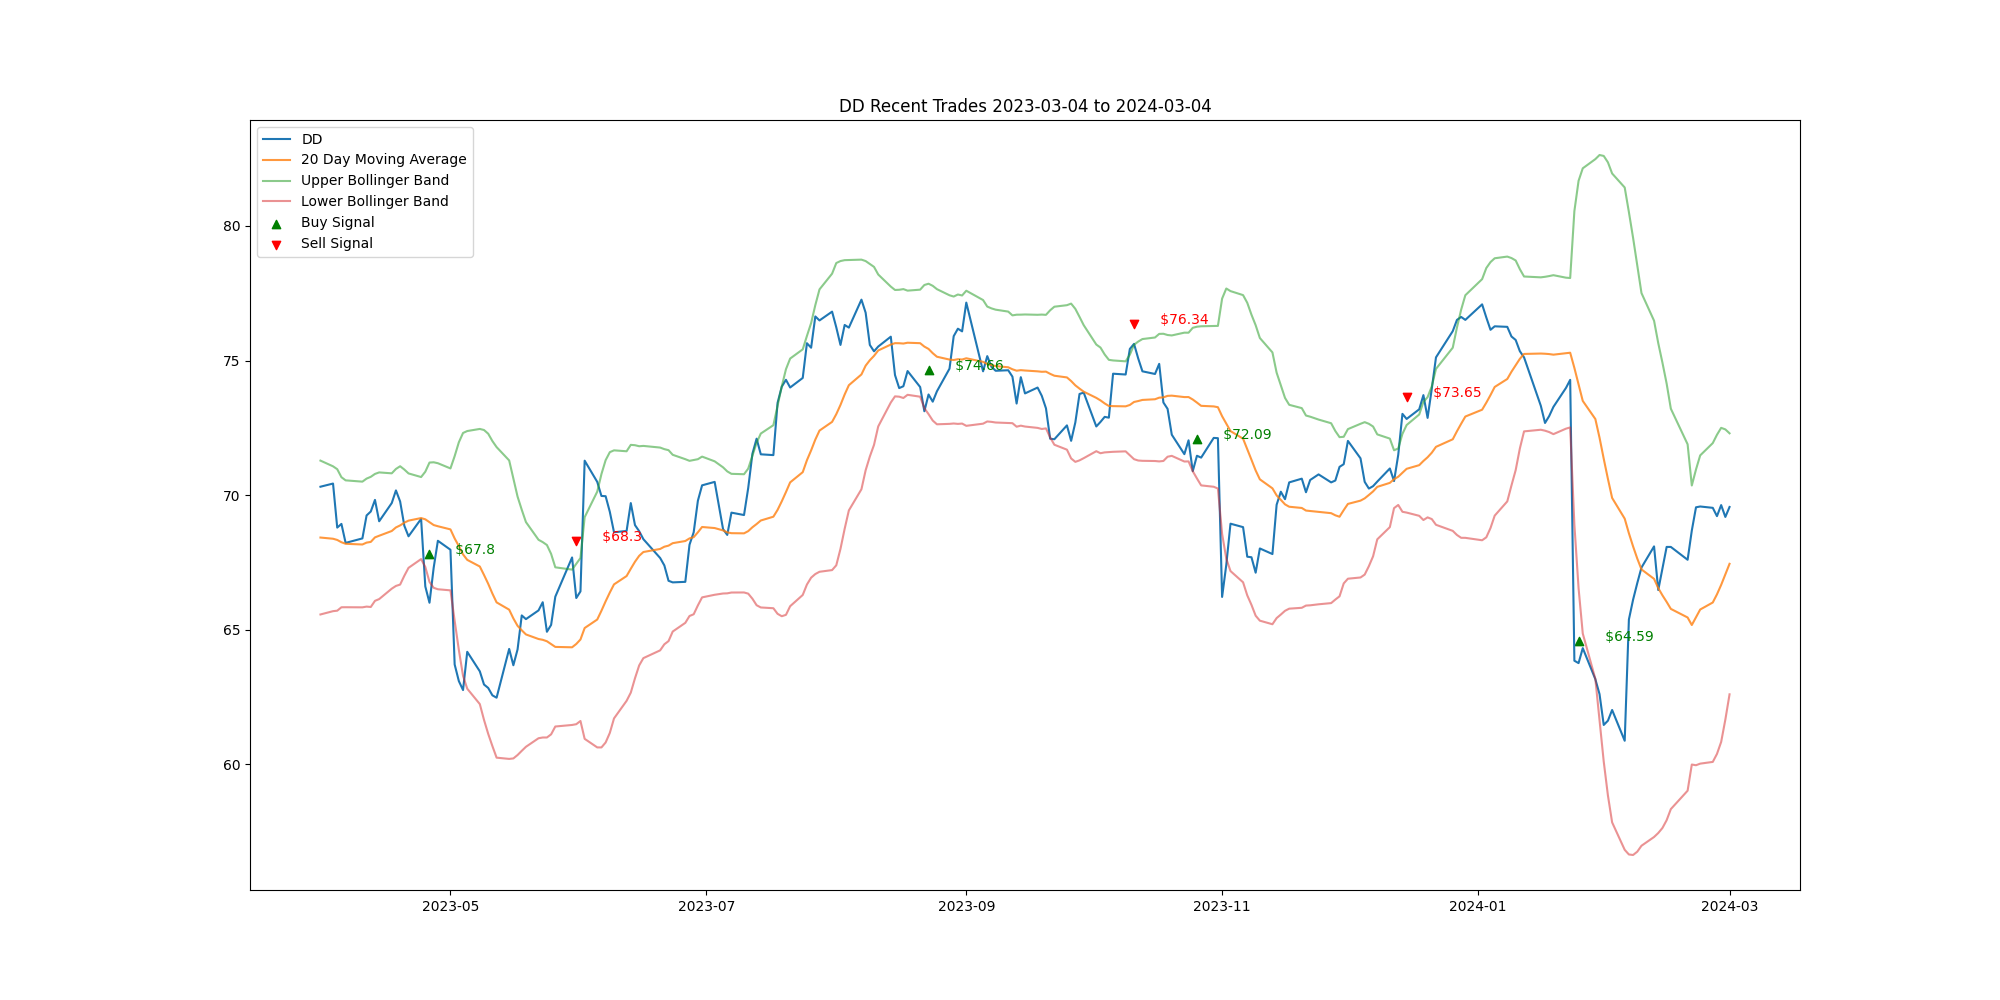 DD Recent Trades 2023-03-04 to 2024-03-04
DD
20 Day Moving Average
Upper Bollinger Band
Lower Bollinger Band
Buy Signal
Sell Signal
80
75
70
65
60
$67.8
$68.3
$74.66
$76.34
$72.09
$73.65
$64.59
2023-05
2023-07
2023-09
2023-11
2024-01
2024-03